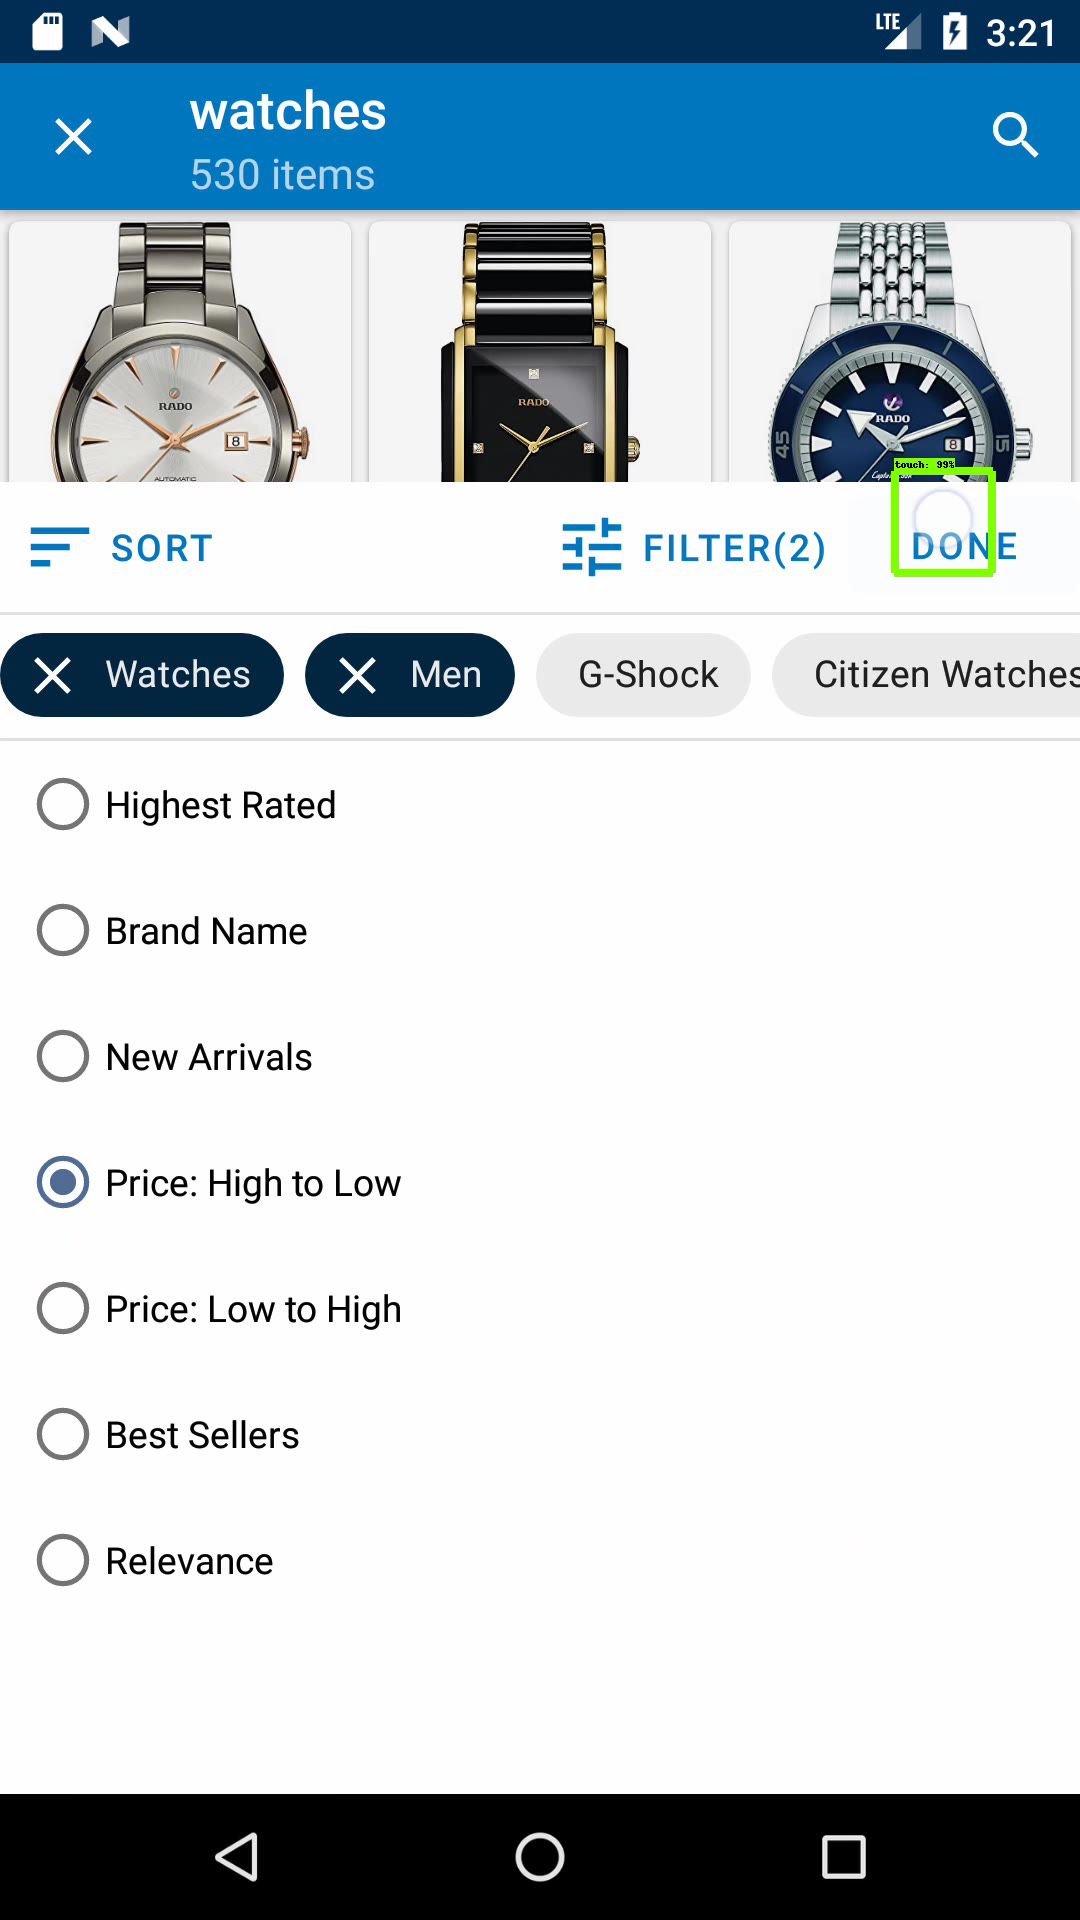 LTE 3:21
watches
530 items
RADO
8
AUTOMATIC
RADO
RADO
45
8
15
touch: 99%
SORT
FILTER(2)
DONE
Watches
Men
G-Shock
Citizen Watches
Highest Rated
Brand Name
New Arrivals
Price: High to Low
Price: Low to High
Best Sellers
Relevance